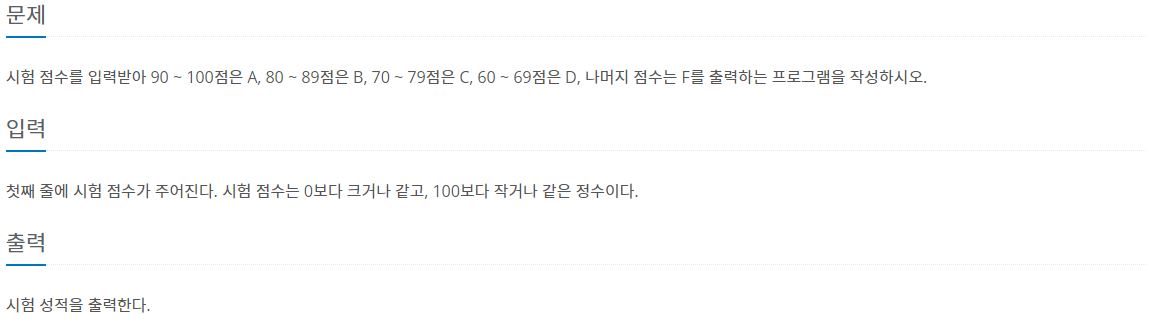 문제
시험 점수를 입력받아 90 ~ 100점은 A, 80 ~ 89점은 B, 70 ~ 79점은 C, 60 ~ 69점은 D, 나머지 점수는 F를 출력하는 프로그램을 작성하시오.
입력
첫째 줄에 시험 점수가 주어진다. 시험 점수는 0보다 크거나 같고, 100보다 작거나 같은 정수이다.
출력
시험 성적을 출력한다.